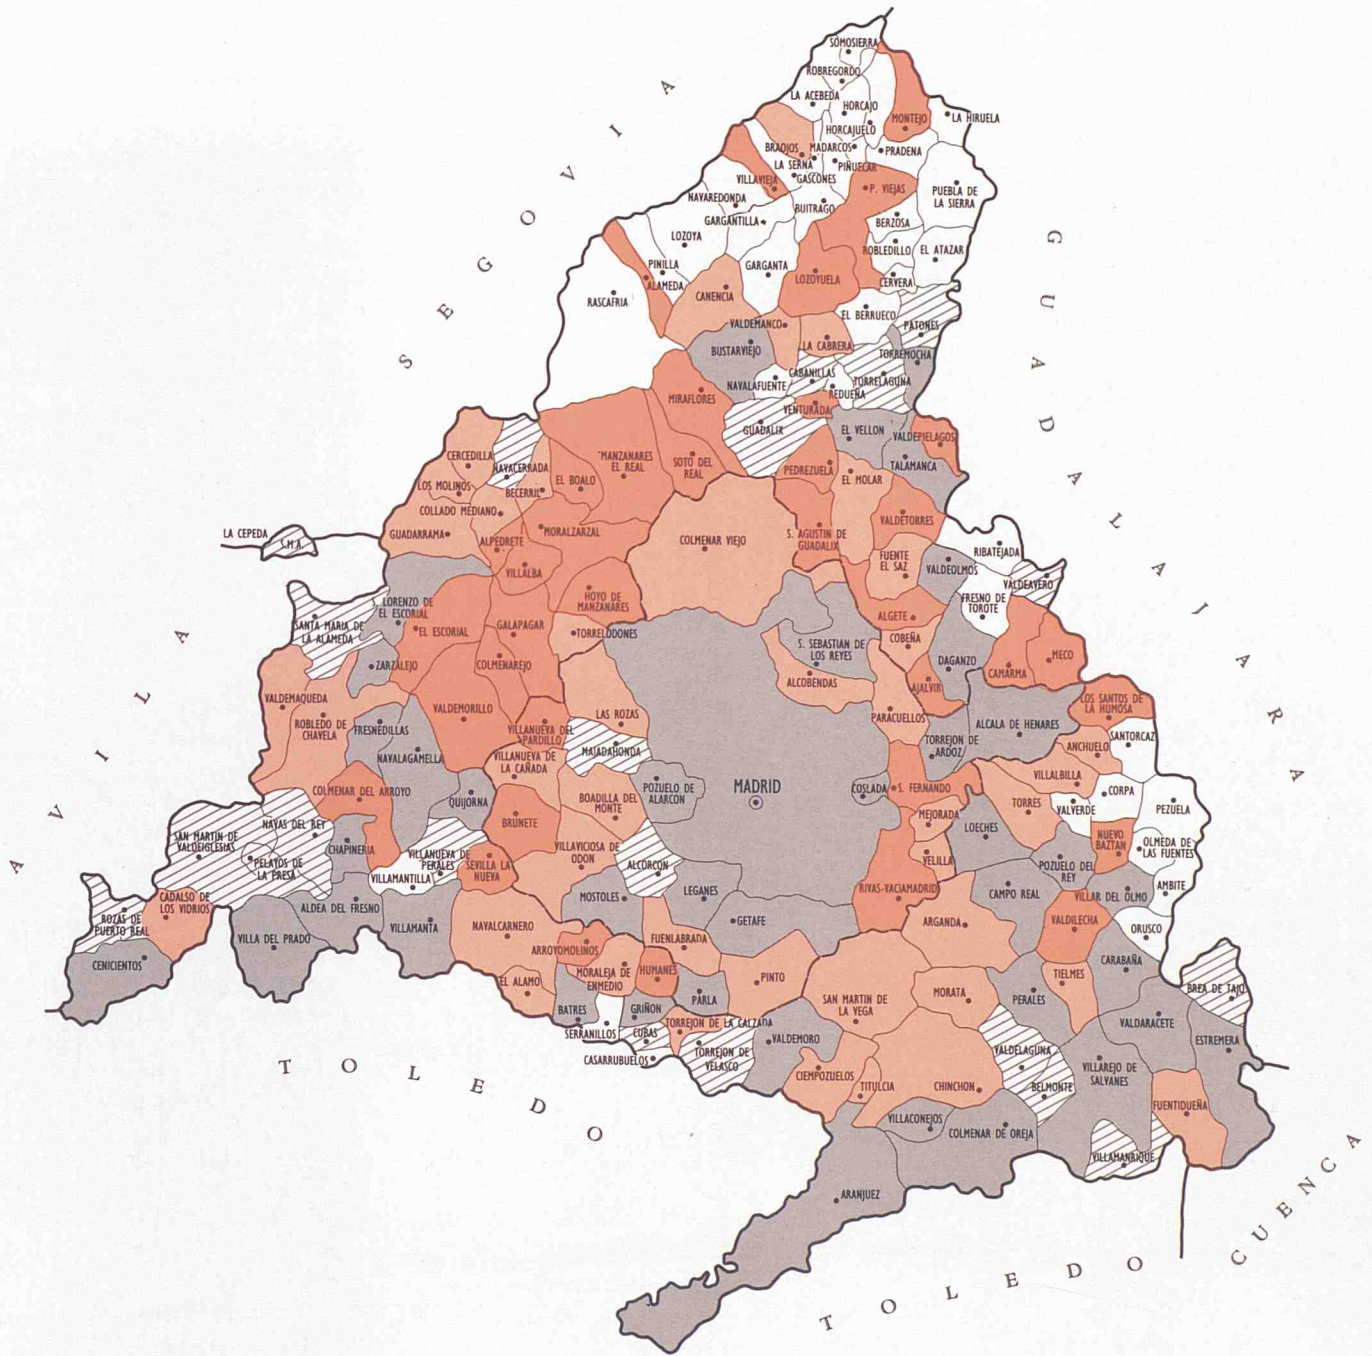 SEGOVIA
GUADALAJARA
AVILA
TOLEDO
TOLEDO
CUENCA
SOMOSIERRA
ROBREGORDO
LA ACEBEDA
HORCAJO
HORCAJUELO
MONTEJO
LA HIRUELA
BRAOJOS
MADARCOS
PRADENA
LA SERNA
PIÑUECAR
GASCONES
VILLAVIEJA
P. VIEJAS
PUEBLA DE
LA SIERRA
NAVAREDONDA
BUITRAGO
GARGANTILLA
BERZOSA
LOZOYA
ROBLEDILLO
EL ATAZAR
PINILLA
GARGANTA
LOZOYUELA
CERVERA
ALAMEDA
RASCAFRIA
CANENCIA
EL BERRUECO
VALDEMANCO
PATONES
BUSTARVIEJO
LA CABRERA
TORREMOCHA
CABANILLAS
NAVALAFUENTE
TORRELAGUNA
REDUEÑA
MIRAFLORES
VENTURADA
GUADALIX
EL VELLON
VALDEPIELAGOS
CERCEDILLA
NAVACERRADA
MANZANARES
EL REAL
SOTO DEL
REAL
TALAMANCA
PEDREZUELA
EL MOLAR
LOS MOLINOS
BECERRIL
EL BOALO
COLLADO MEDIANO
VALDETORRES
LA CEPEDA
S.M.A.
GUADARRAMA
MORALZARZAL
ALPEDRETE
COLMENAR VIEJO
S. AGUSTIN DE
GUADALIX
RIBATEJADA
VILLALBA
FUENTE
EL SAZ
VALDEOLMOS
VALDEAVERO
HOYO DE
MANZANARES
FRESNO DE
TOROTE
S. LORENZO DE
EL ESCORIAL
SANTA MARIA DE
LA ALAMEDA
EL ESCORIAL
GALAPAGAR
TORRELODONES
ALGETE
S. SEBASTIAN DE
LOS REYES
COBEÑA
ZARZALEJO
COLMENAREJO
DAGANZO
CAMARMA
MECO
ALCOBENDAS
AJALVIR
VALDEMAQUEDA
ROBLEDO DE
CHAVELA
VALDEMORILLO
LAS ROZAS
PARACUELLOS
LOS SANTOS DE
LA HUMOSA
FRESNEDILLAS
VILLANUEVA DEL
PARDILLO
ALCALA DE HENARES
SANTORCAZ
NAVALAGAMELLA
MAJADAHONDA
TORREJON DE
ARDOZ
ANCHUELO
VILLANUEVA DE
LA CAÑADA
POZUELO DE
ALARCON
MADRID
COSLADA
S. FERNANDO
VILLALBILLA
CORPA
PEZUELA
COLMENAR DEL ARROYO
QUIJORNA
BOADILLA DEL
MONTE
TORRES
VALVERDE
MEJORADA
BRUNETE
LOECHES
NUEVO
BAZTAN
OLMEDA DE
LAS FUENTES
SAN MARTIN DE
VALDEIGLESIAS
NAVAS DEL REY
CHAPINERIA
VILLANUEVA DE
PERALES
SEVILLA LA
NUEVA
VILLAVICIOSA DE
ODON
ALCORCON
VELILLA
POZUELO DEL
REY
PELAYOS DE
LA PRESA
VILLAMANTILLA
LEGANES
RIVAS-VACIAMADRID
CAMPO REAL
VILLAR DEL OLMO
AMBITE
CADALSO DE
LOS VIDRIOS
ALDEA DEL FRESNO
MOSTOLES
GETAFE
ROZAS DE
PUERTO REAL
VILLAMANTA
NAVALCARNERO
ARGANDA
VALDILECHA
ORUSCO
CENICIENTOS
VILLA DEL PRADO
ARROYOMOLINOS
FUENLABRADA
CARABAÑA
MORALEJA DE
ENMEDIO
HUMANES
PINTO
TIELMES
EL ALAMO
PARLA
MORATA
PERALES
BREA DE TAJO
SAN MARTIN DE
LA VEGA
BATRES
GRIÑON
TORREJON DE LA CALZADA
VALDARACETE
SERRANILLOS
CUBAS
VALDEMORO
ESTREMERA
CASARRUBUELOS
TORREJON DE
VELASCO
VALDELAGUNA
VILLAREJO DE
SALVANES
CIEMPOZUELOS
TITULCIA
CHINCHON
BELMONTE
FUENTIDUEÑA
VILLACONEJOS
COLMENAR DE OREJA
VILLAMANRIQUE
ARANJUEZ